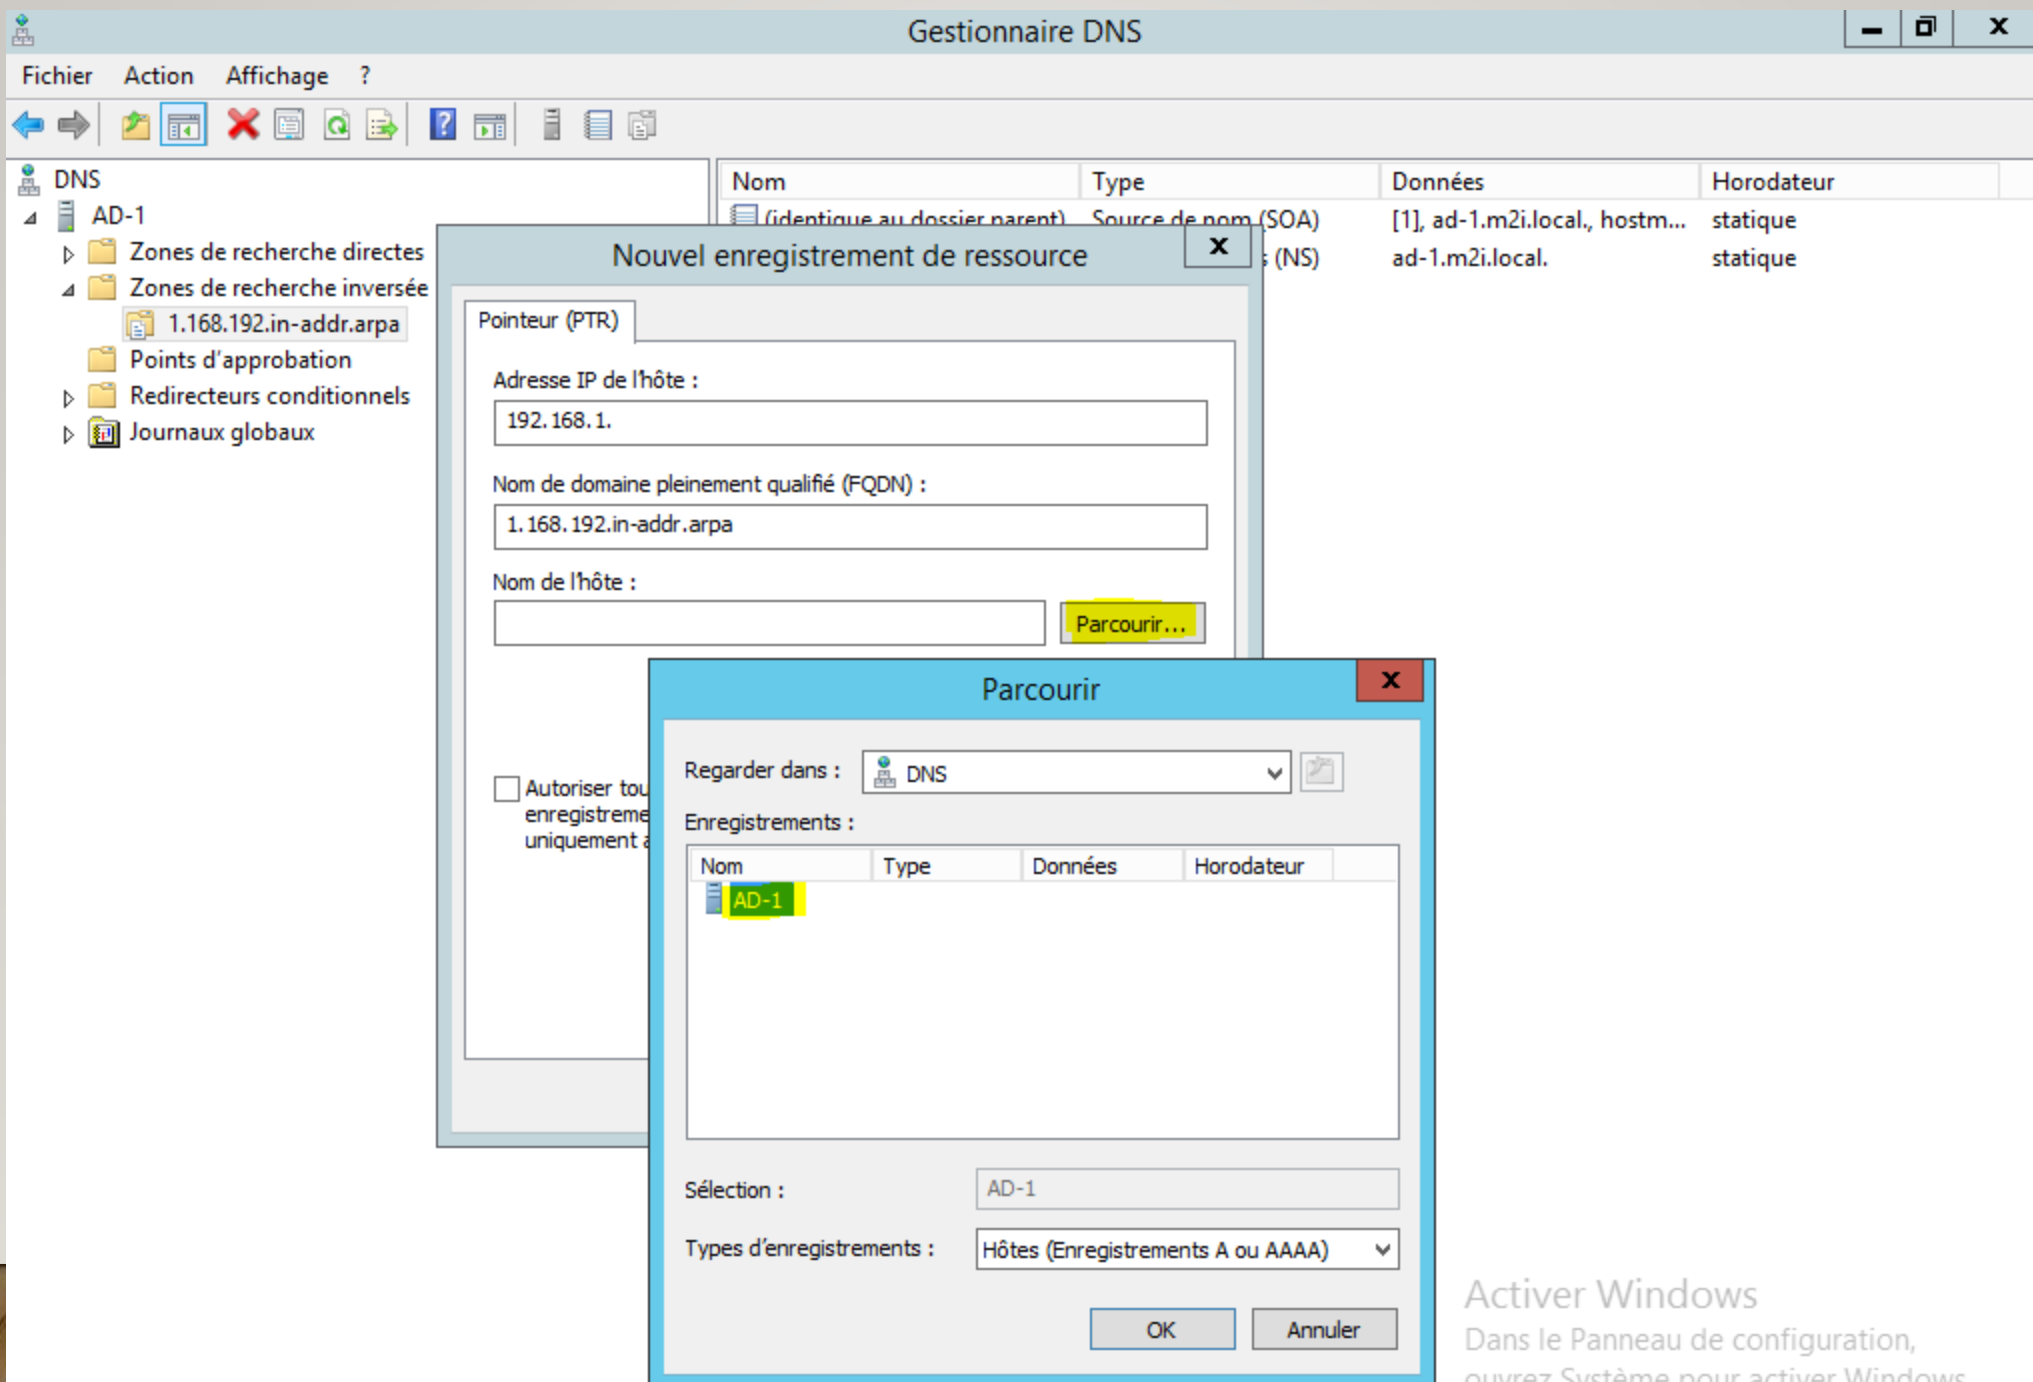 Gestionnaire DNS
Fichier Action Affichage ?
DNS
AD-1
Zones de recherche directes
Zones de recherche inversée
1.168.192.in-addr.arpa
Points d'approbation
Redirecteurs conditionnels
Journaux globaux
Nom Type Données Horodateur
(identique au dossier parent) Source de nom (SOA) [1], ad-1.m2i.local., hostm... statique
(NS) ad-1.m2i.local. statique
Nouvel enregistrement de ressource
Pointeur (PTR)
Adresse IP de l'hôte :
192.168.1.
Nom de domaine pleinement qualifié (FQDN) :
1.168.192.in-addr.arpa
Nom de l'hôte :
Parcourir...
Autoriser
uniquement
Parcourir
Regarder dans : DNS
Enregistrements :
Nom Type Données Horodateur
AD-1
Sélection : AD-1
Types d'enregistrements : Hôtes (Enregistrements A ou AAAA)
OK Annuler
Activer Windows
Dans le Panneau de configuration,
ouvrez Système pour activer Windows